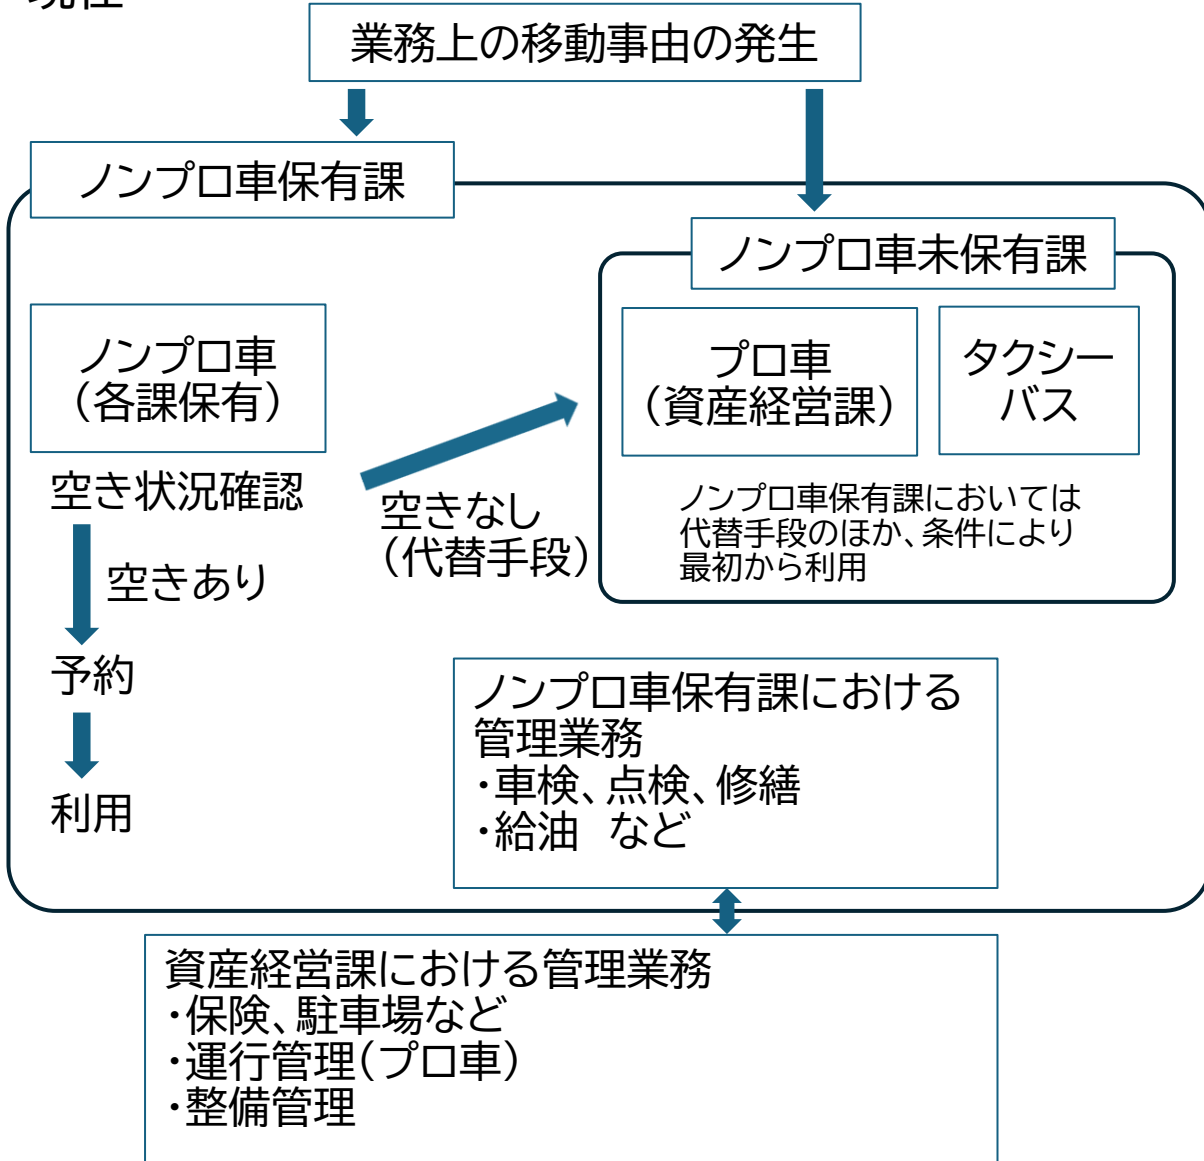 現在
業務上の移動事由の発生
ノンプロ車保有課
ノンプロ車未保有課
ノンプロ車
(各課保有)
プロ車
(資産経営課)
タクシー
バス
空き状況確認
空きなし
(代替手段)
ノンプロ車保有課においては
代替手段のほか、条件により
最初から利用
空きあり
予約
利用
ノンプロ車保有課における
管理業務
・車検、点検、修繕
・給油　など
資産経営課における管理業務
・保険、駐車場など
・運行管理(プロ車)
・整備管理